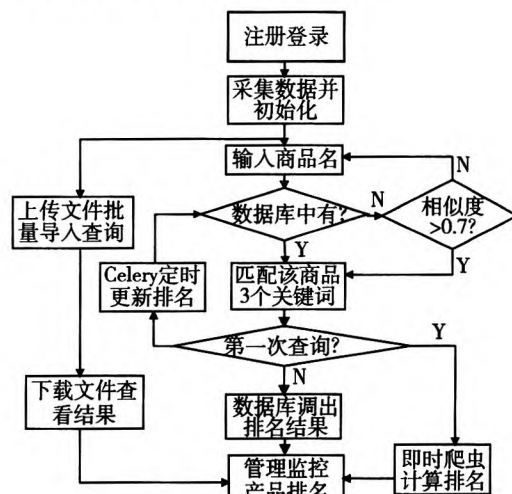 注册登录
采集数据并
初始化
输入商品名
N
上传文件批
量导入查询
数据库中有?
N
相似度
>0.7?
Y
Y
Celery定时
更新排名
匹配该商品
3个关键词
第一次查询?
Y
N
下载文件查
看结果
数据库调出
排名结果
管理监控
产品排名
即时爬虫
计算排名